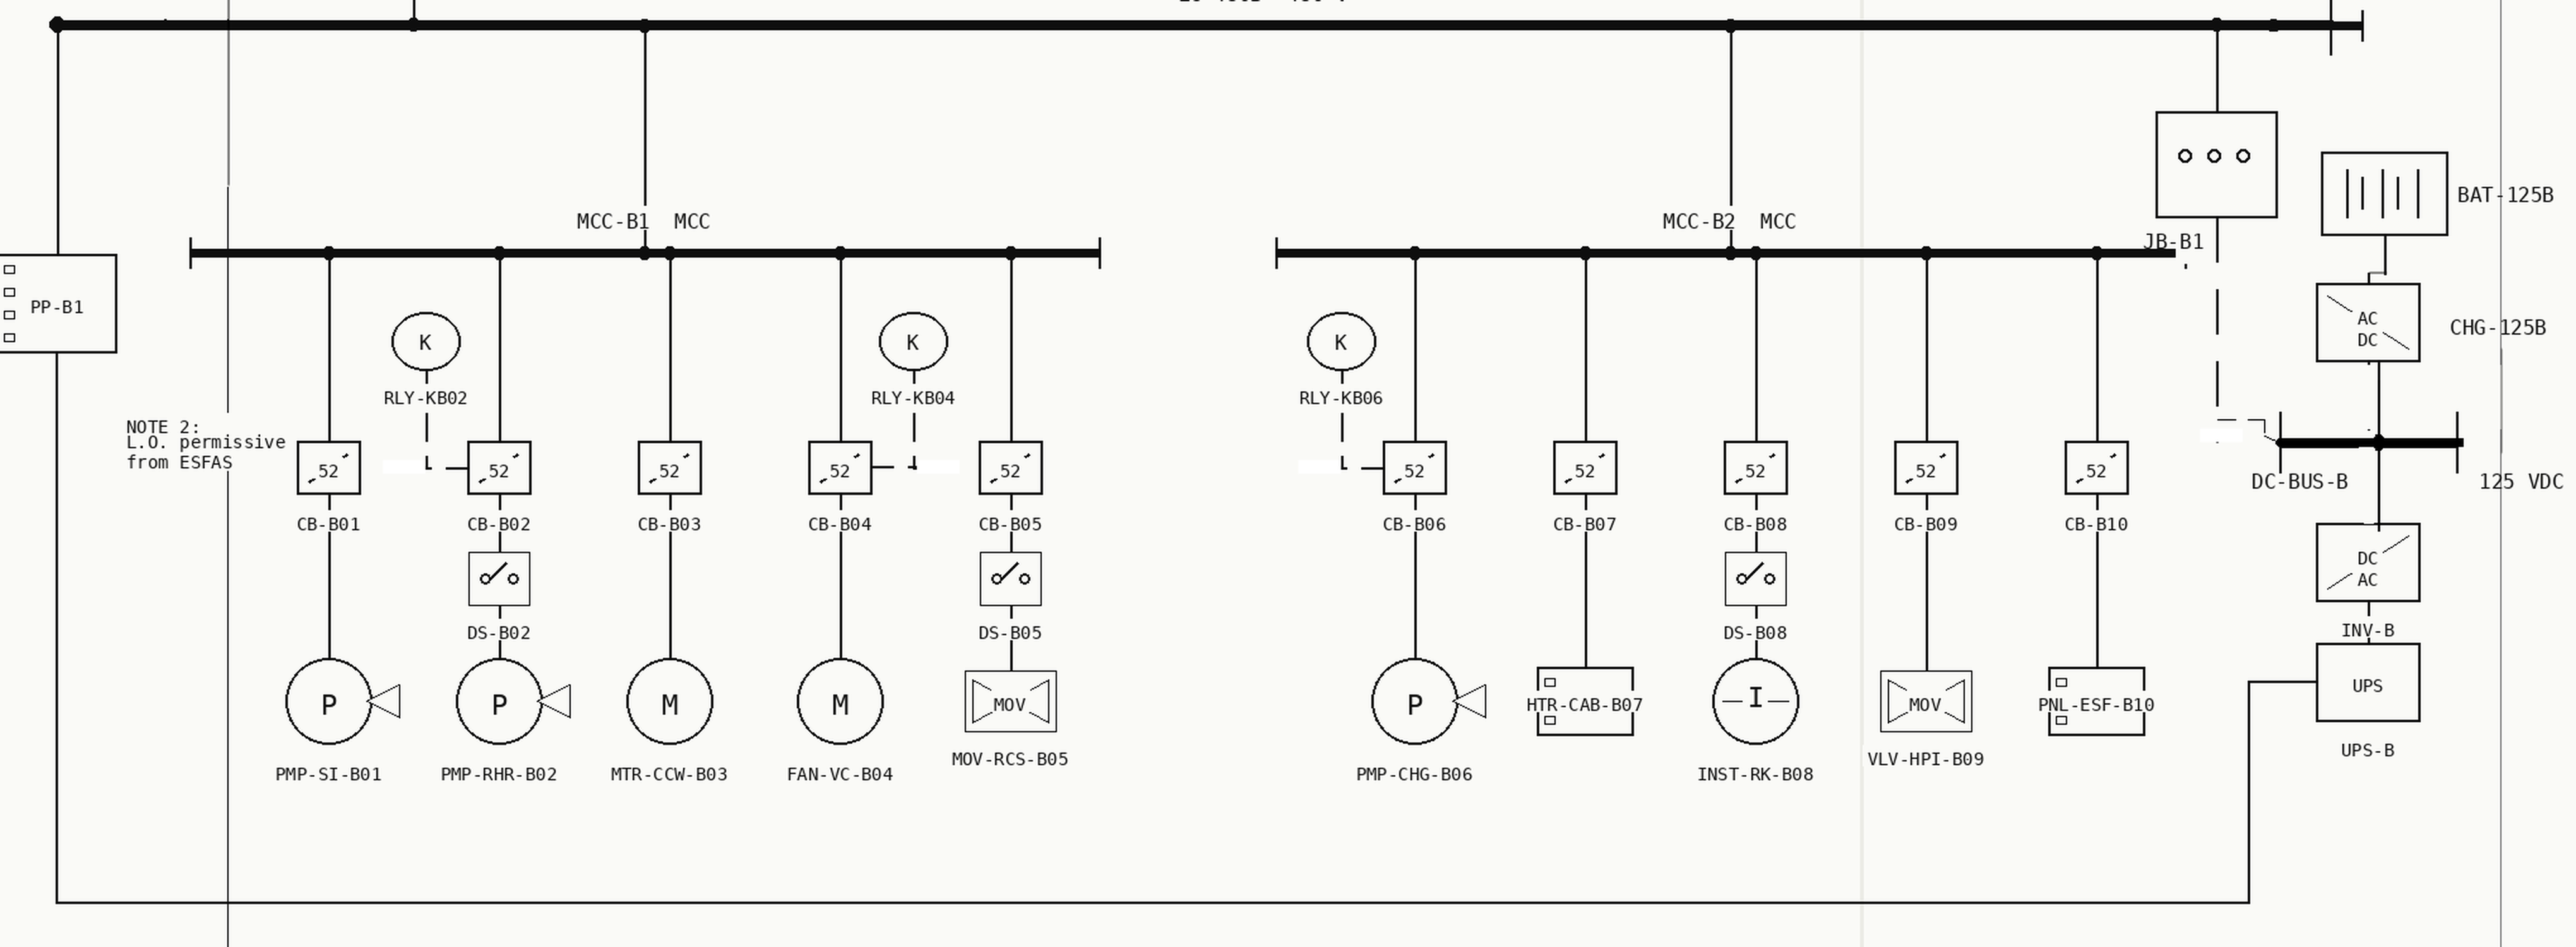 MCC-B1 MCC
MCC-B2 MCC
JB-B1
BAT-125B
PP-B1
AC
DC
CHG-125B
K
K
K
RLY-KB02
RLY-KB04
RLY-KB06
NOTE 2:
L.O. permissive
from ESFAS
52
52
52
52
52
52
52
52
52
52
DC-BUS-B
125 VDC
CB-B01
CB-B02
CB-B03
CB-B04
CB-B05
CB-B06
CB-B07
CB-B08
CB-B09
CB-B10
DC
AC
INV-B
DS-B02
DS-B05
DS-B08
UPS
P
P
M
M
MOV
P
HTR-CAB-B07
I
MOV
PNL-ESF-B10
UPS-B
PMP-SI-B01
PMP-RHR-B02
MTR-CCW-B03
FAN-VC-B04
MOV-RCS-B05
PMP-CHG-B06
INST-RK-B08
VLV-HPI-B09